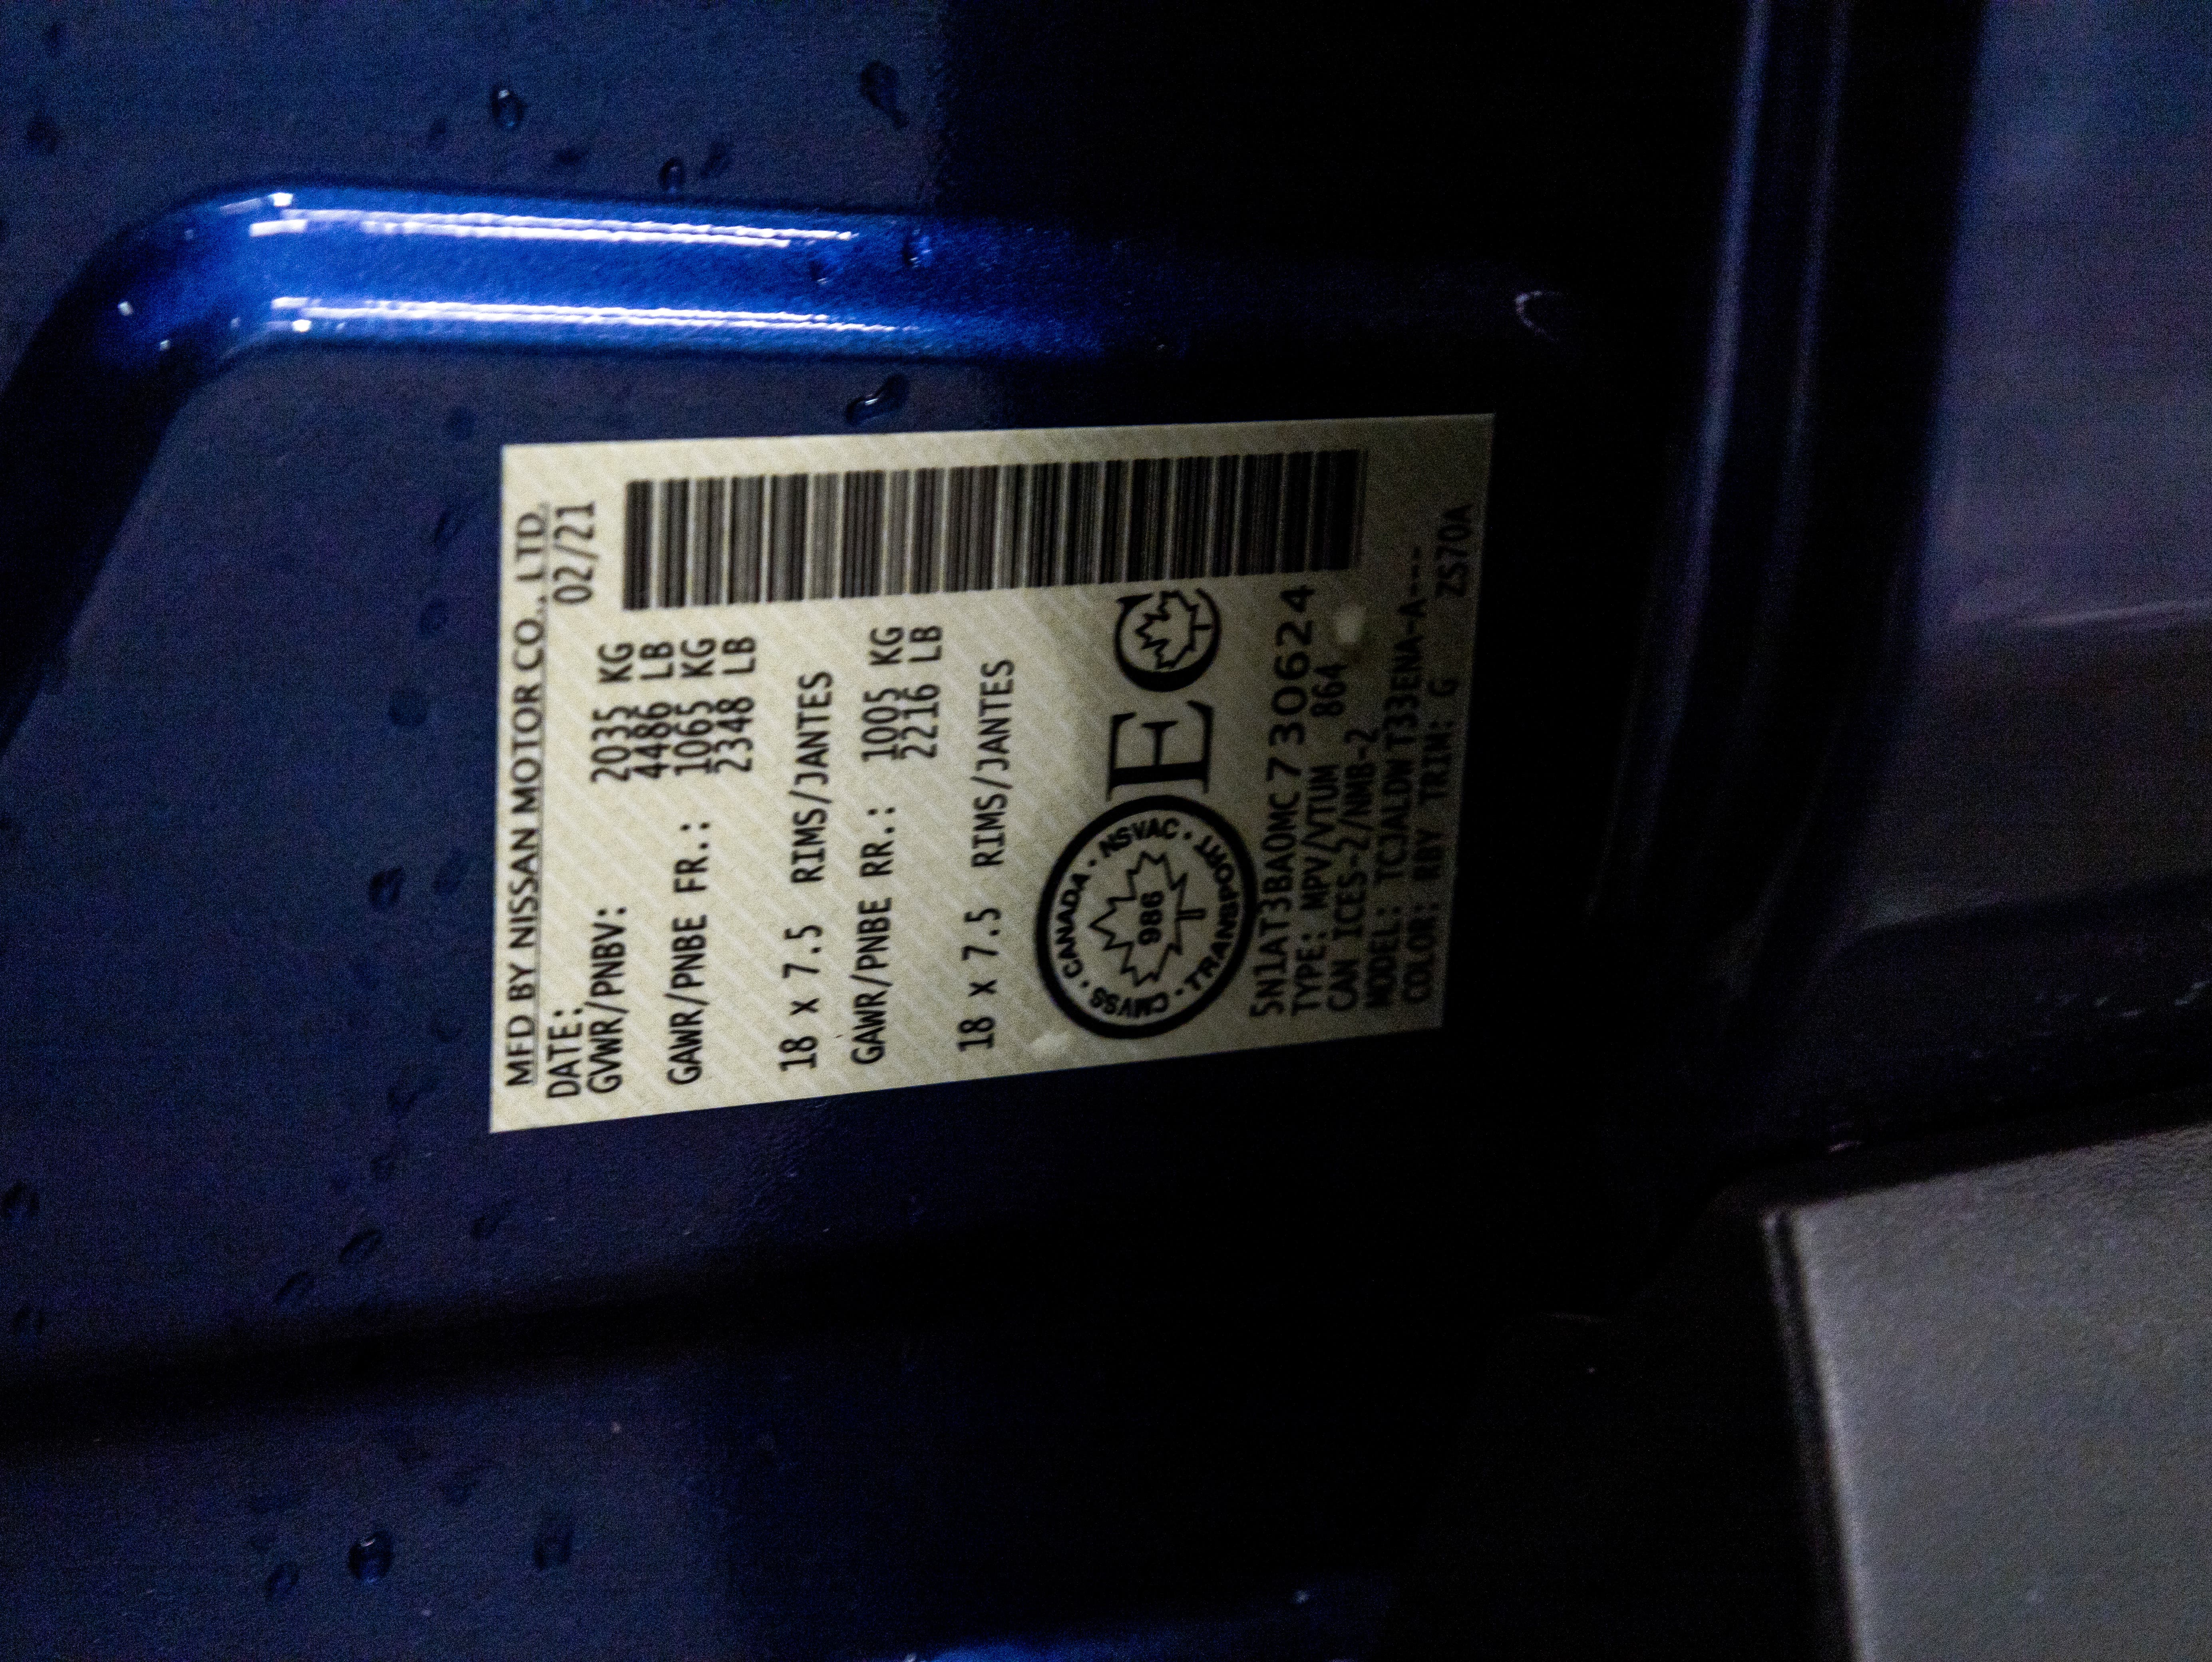 MFD BY NISSAN MOTOR CO., LTD.
DATE: 02/21
GVWR/PNBV: 2035 KG
4486 LB
GAWR/PNBE FR.: 1065 KG
2348 LB
18 x 7.5 RIMS/JANTES
GAWR/PNBE RR.: 1005 KG
2216 LB
18 x 7.5 RIMS/JANTES
CANADA · NSVAC · TRANSPORT · CMVSS ·
986
EC
5N1AT3BA0MC730624
TYPE: MPV/VTUM 864
CAN ICES-2/NMB-2
MODEL: TCJALDWT33ENA-A---
COLOR: RBY TRIM: G ZS70A